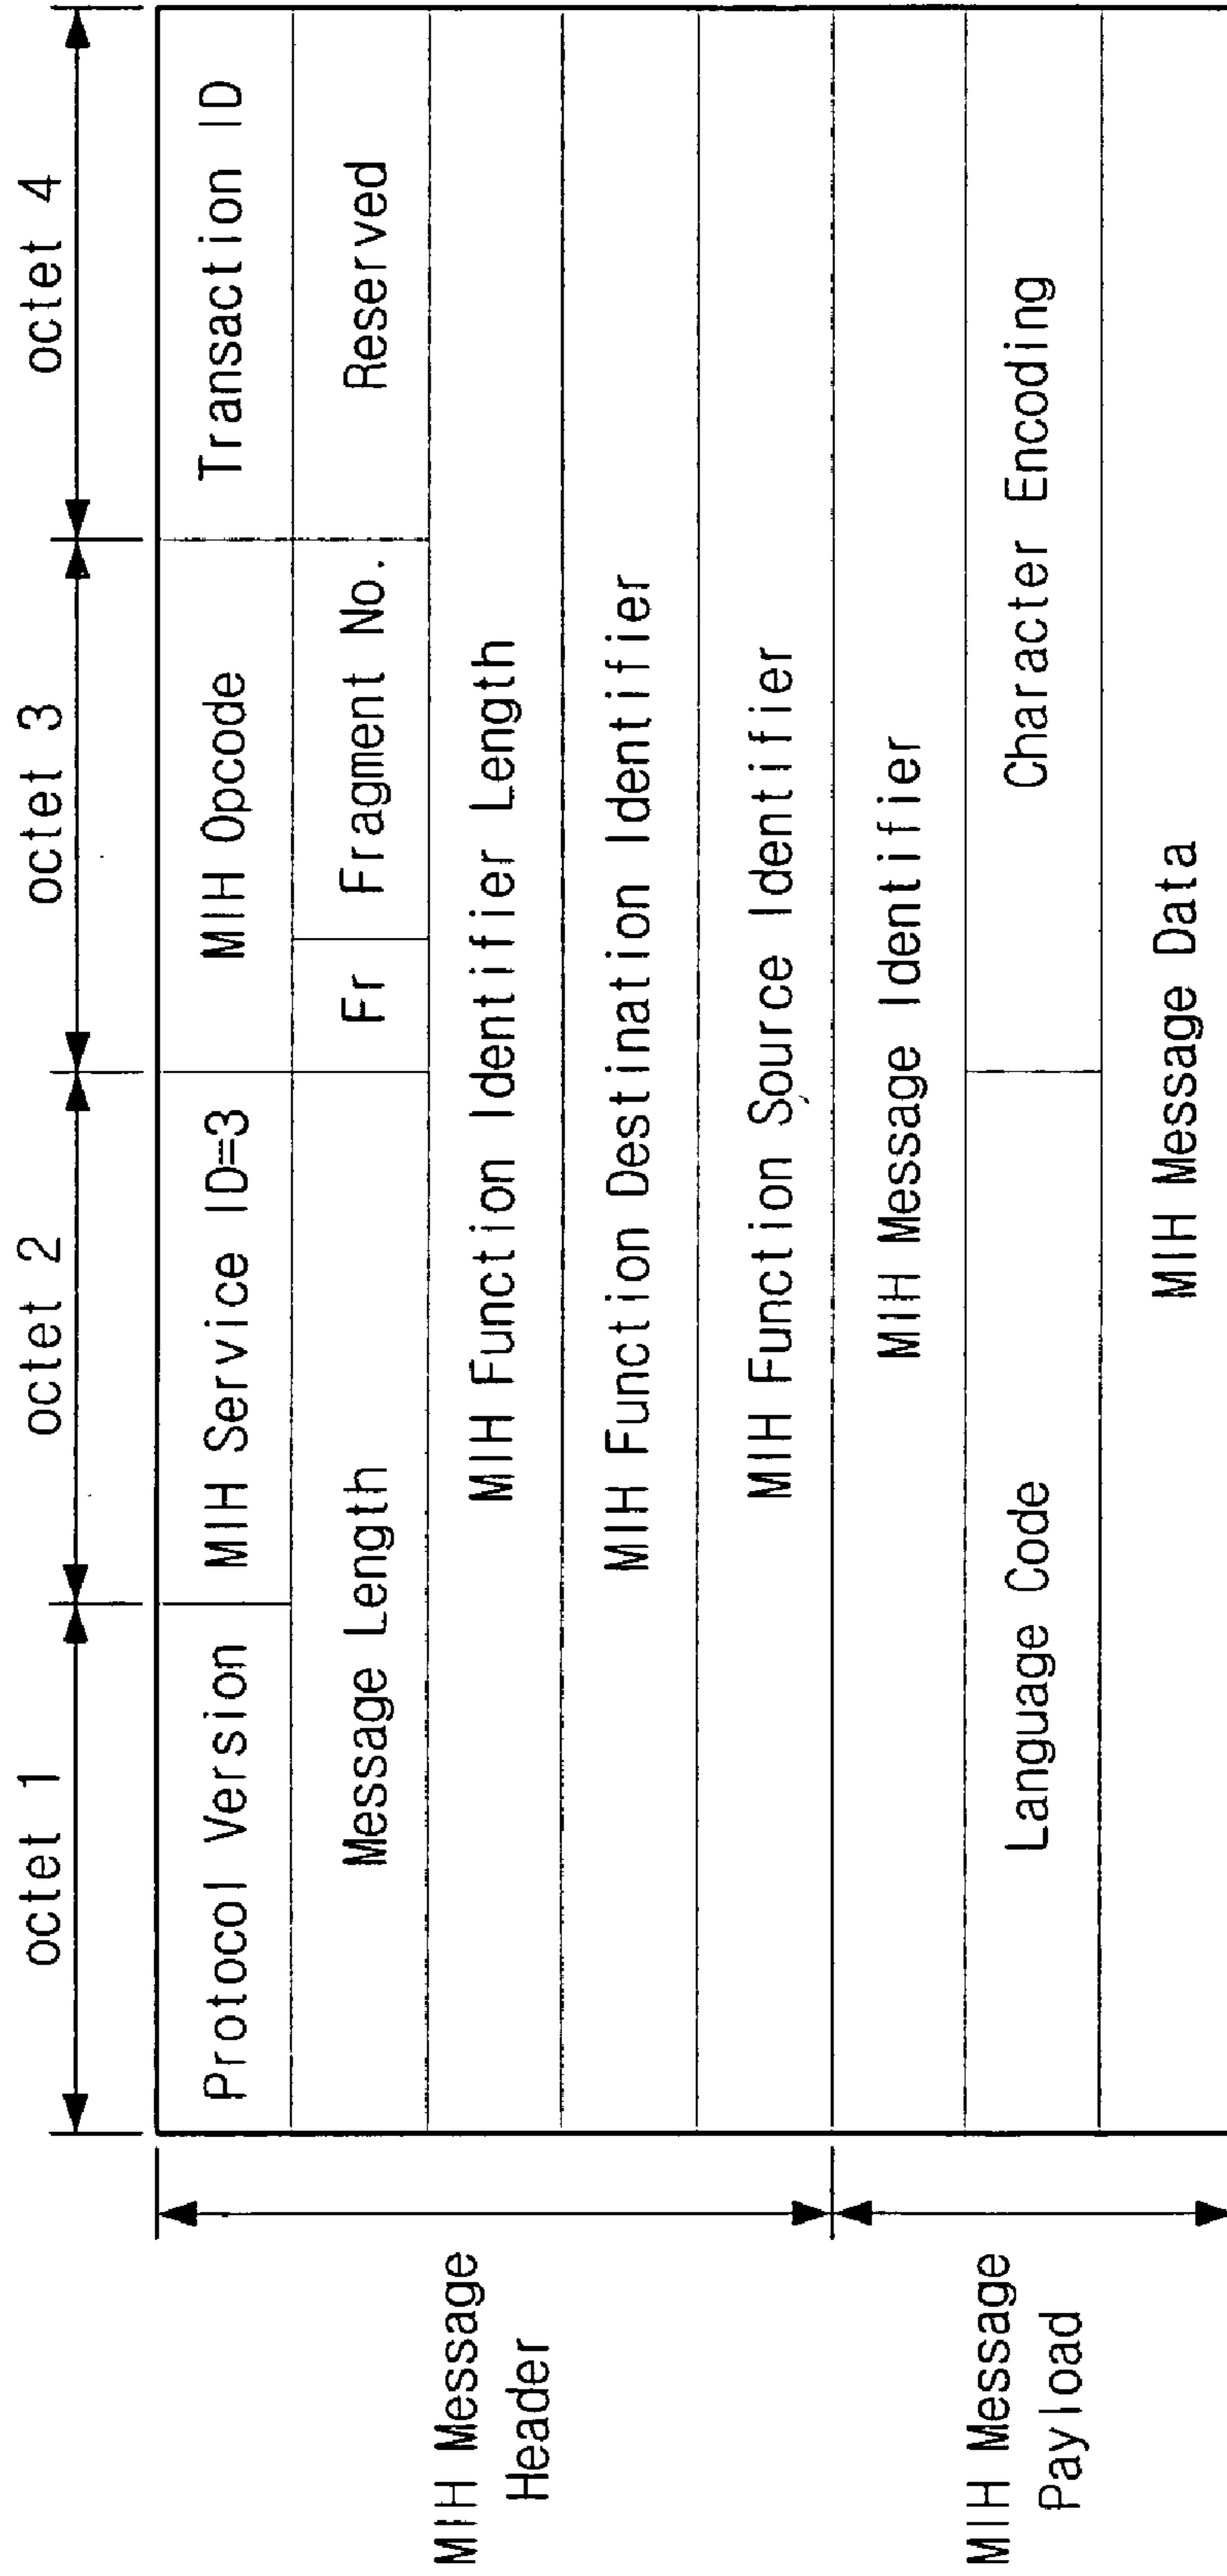 octet 1
octet 2
octet 3
octet 4
MIH Message
Header
Protocol Version
MIH Service ID=3
MIH Opcode
Transaction ID
Message Length
Fr
Fragment No.
Reserved
MIH Function Identifier Length
MIH Function Destination Identifier
MIH Function Source Identifier
MIH Message
Payload
MIH Message Identifier
Language Code
Character Encoding
MIH Message Data